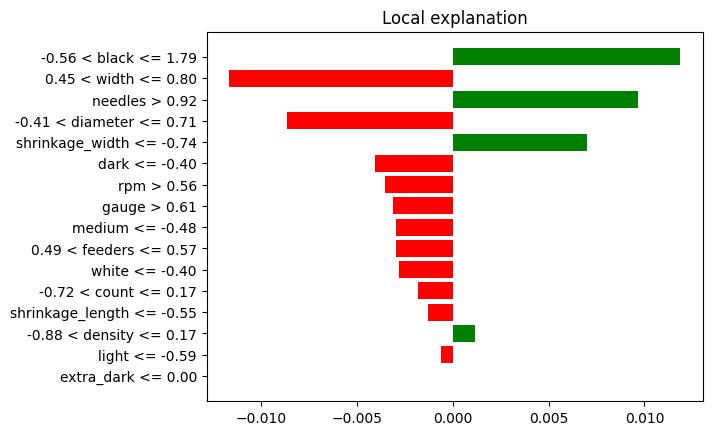 Local explanation
-0.56 < black <= 1.79
0.45 < width <= 0.80
needles > 0.92
-0.41 < diameter <= 0.71
shrinkage_width <= -0.74
dark <= -0.40
rpm > 0.56
gauge > 0.61
medium <= -0.48
0.49 < feeders <= 0.57
white <= -0.40
-0.72 < count <= 0.17
shrinkage_length <= -0.55
-0.88 < density <= 0.17
light <= -0.59
extra_dark <= 0.00
−0.010 −0.005 0.000 0.005 0.010